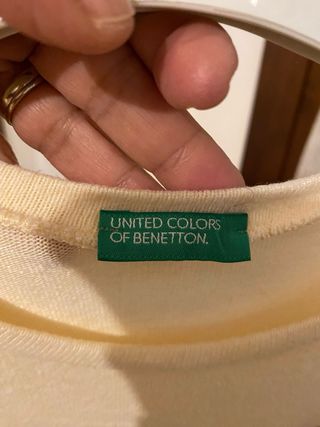 UNITED COLORS
OF BENETTON.